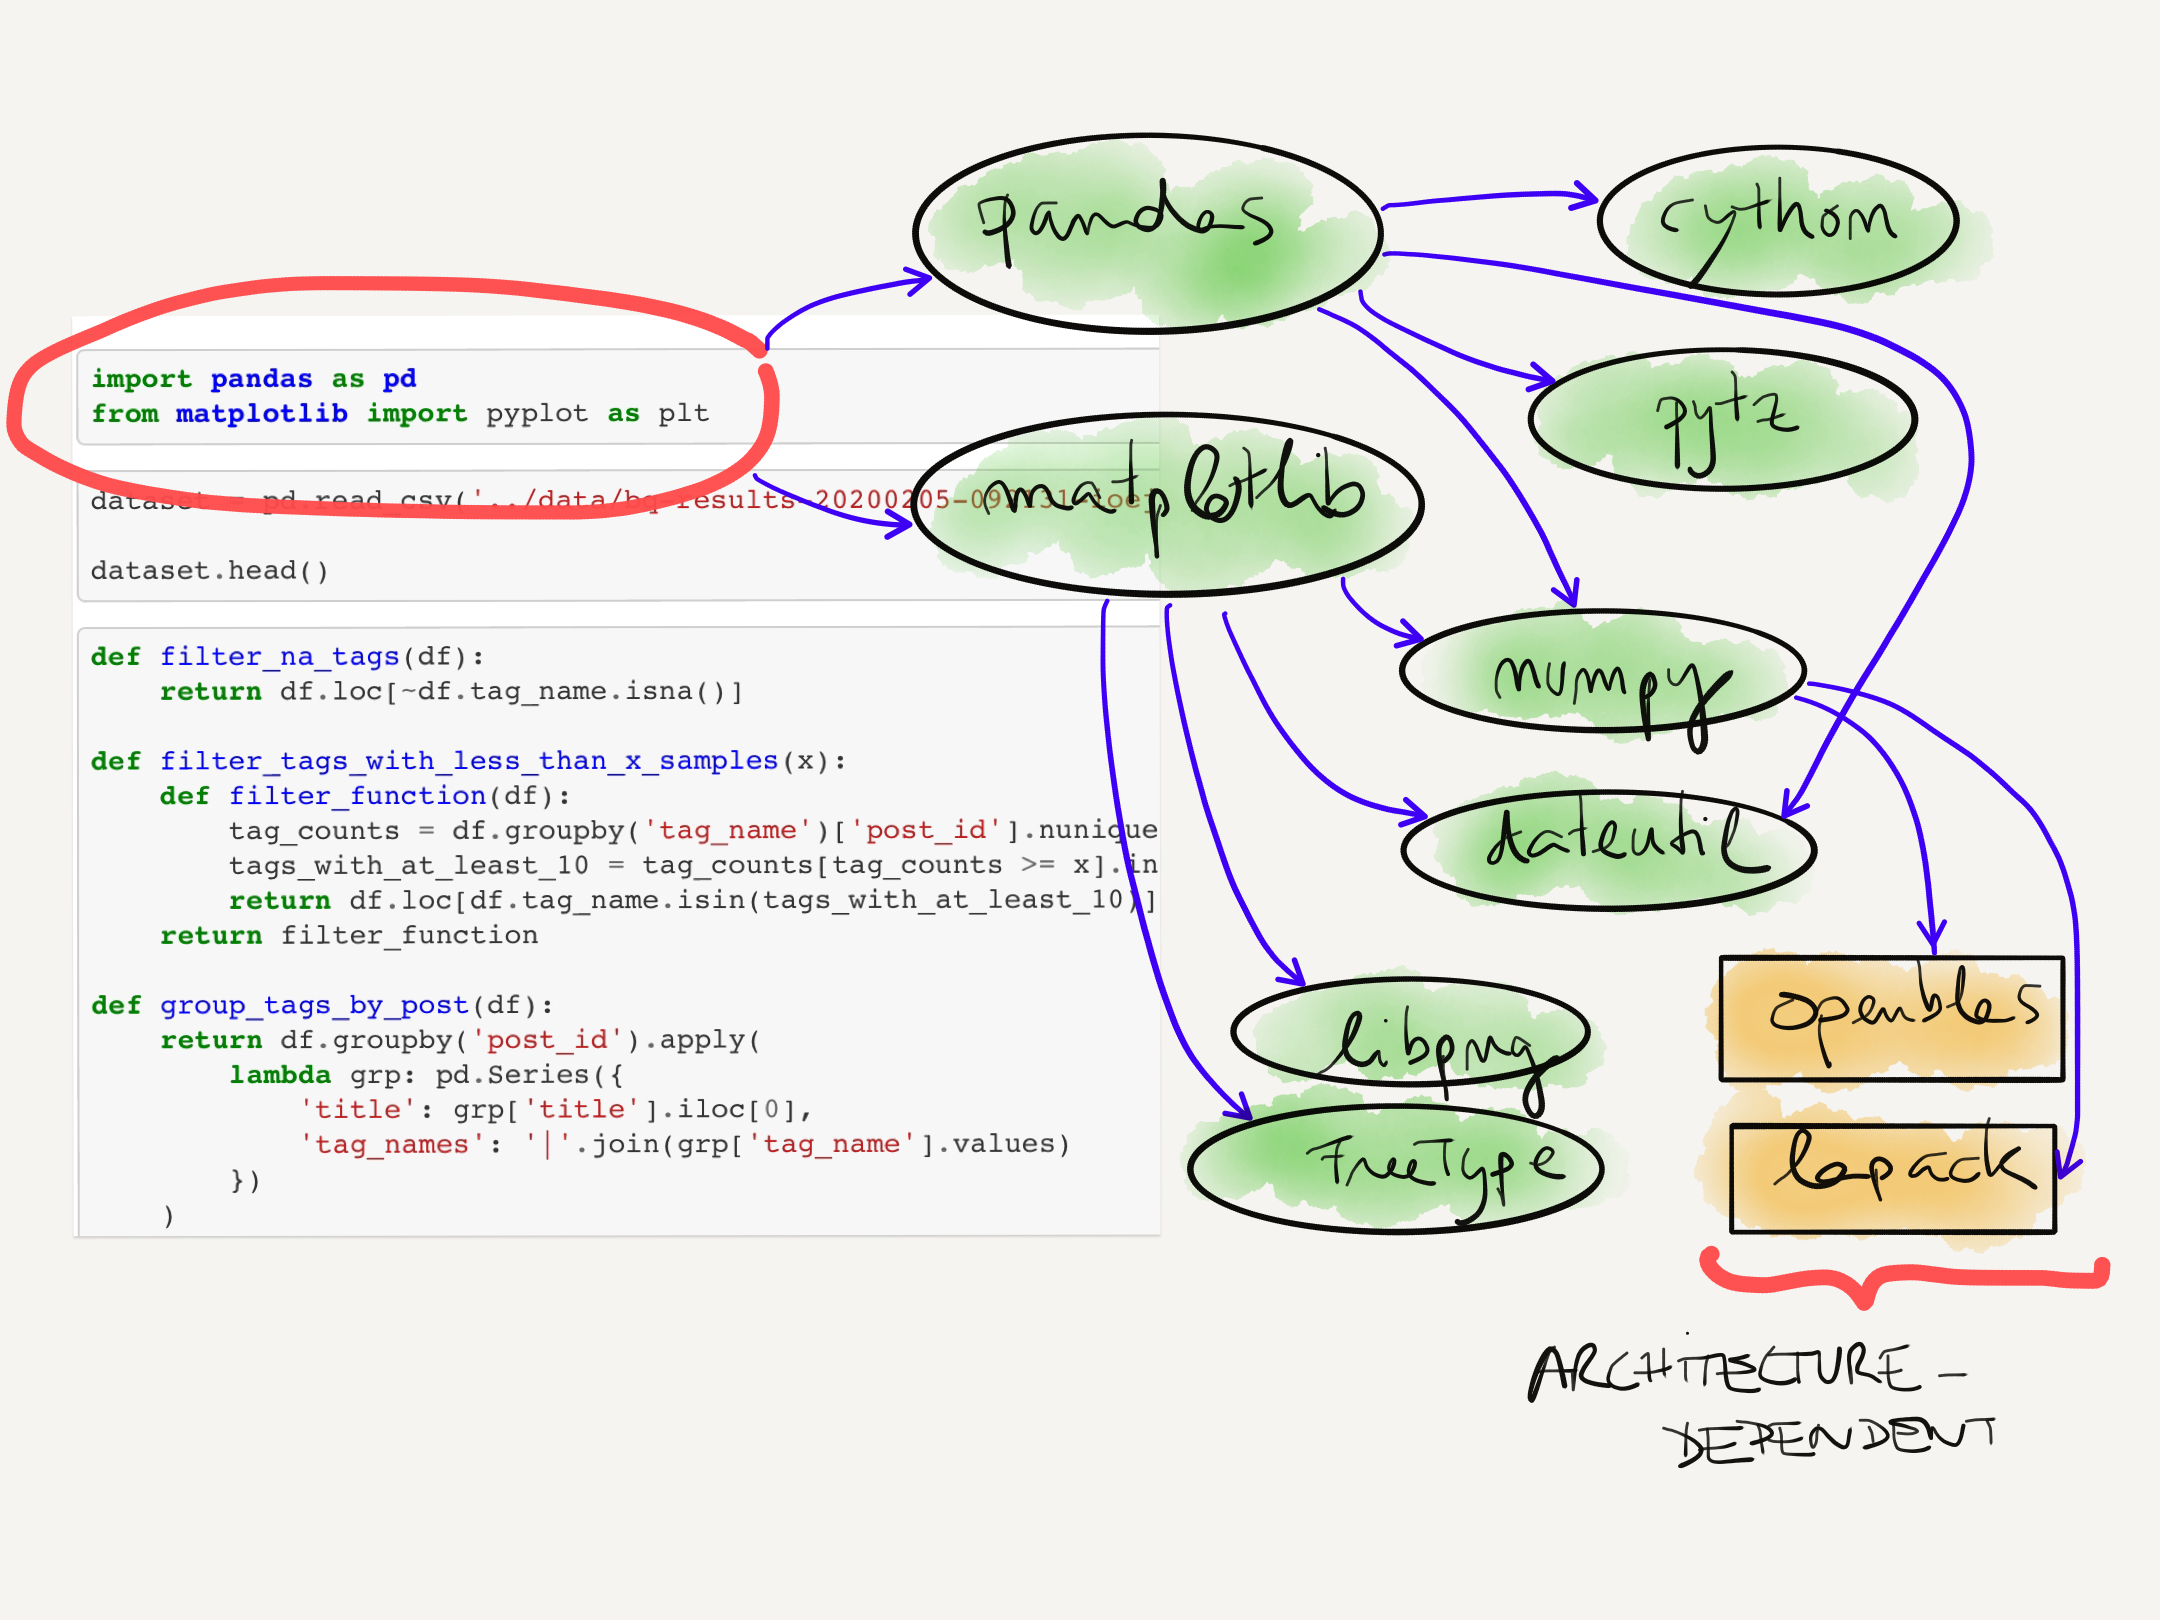 import pandas as pd
from matplotlib import pyplot as plt
dataset = pd.read_csv('../data/bq-results-20200205-092131-ioe
dataset.head()
def filter_na_tags(df):
return df.loc[~df.tag_name.isna()]
def filter_tags_with_less_than_x_samples(x):
def filter_function(df):
tag_counts = df.groupby('tag_name')['post_id'].nunique
tags_with_at_least_10 = tag_counts[tag_counts >= x].in
return df.loc[df.tag_name.isin(tags_with_at_least_10)]
return filter_function
def group_tags_by_post(df):
return df.groupby('post_id').apply(
lambda grp: pd.Series({
'title': grp['title'].iloc[0],
'tag_names': '|'.join(grp['tag_name'].values)
})
)
pandas
cython
pytz
matplotlib
numpy
dateutil
libpng
FreeType
openblas
lapack
ARCHITECTURE-
DEPENDENT